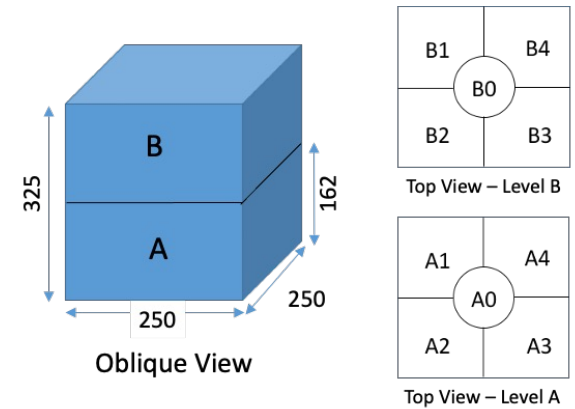 B
A
325
162
250
250
Oblique View
B1
B4
B0
B2
B3
Top View – Level B
A1
A4
A0
A2
A3
Top View – Level A